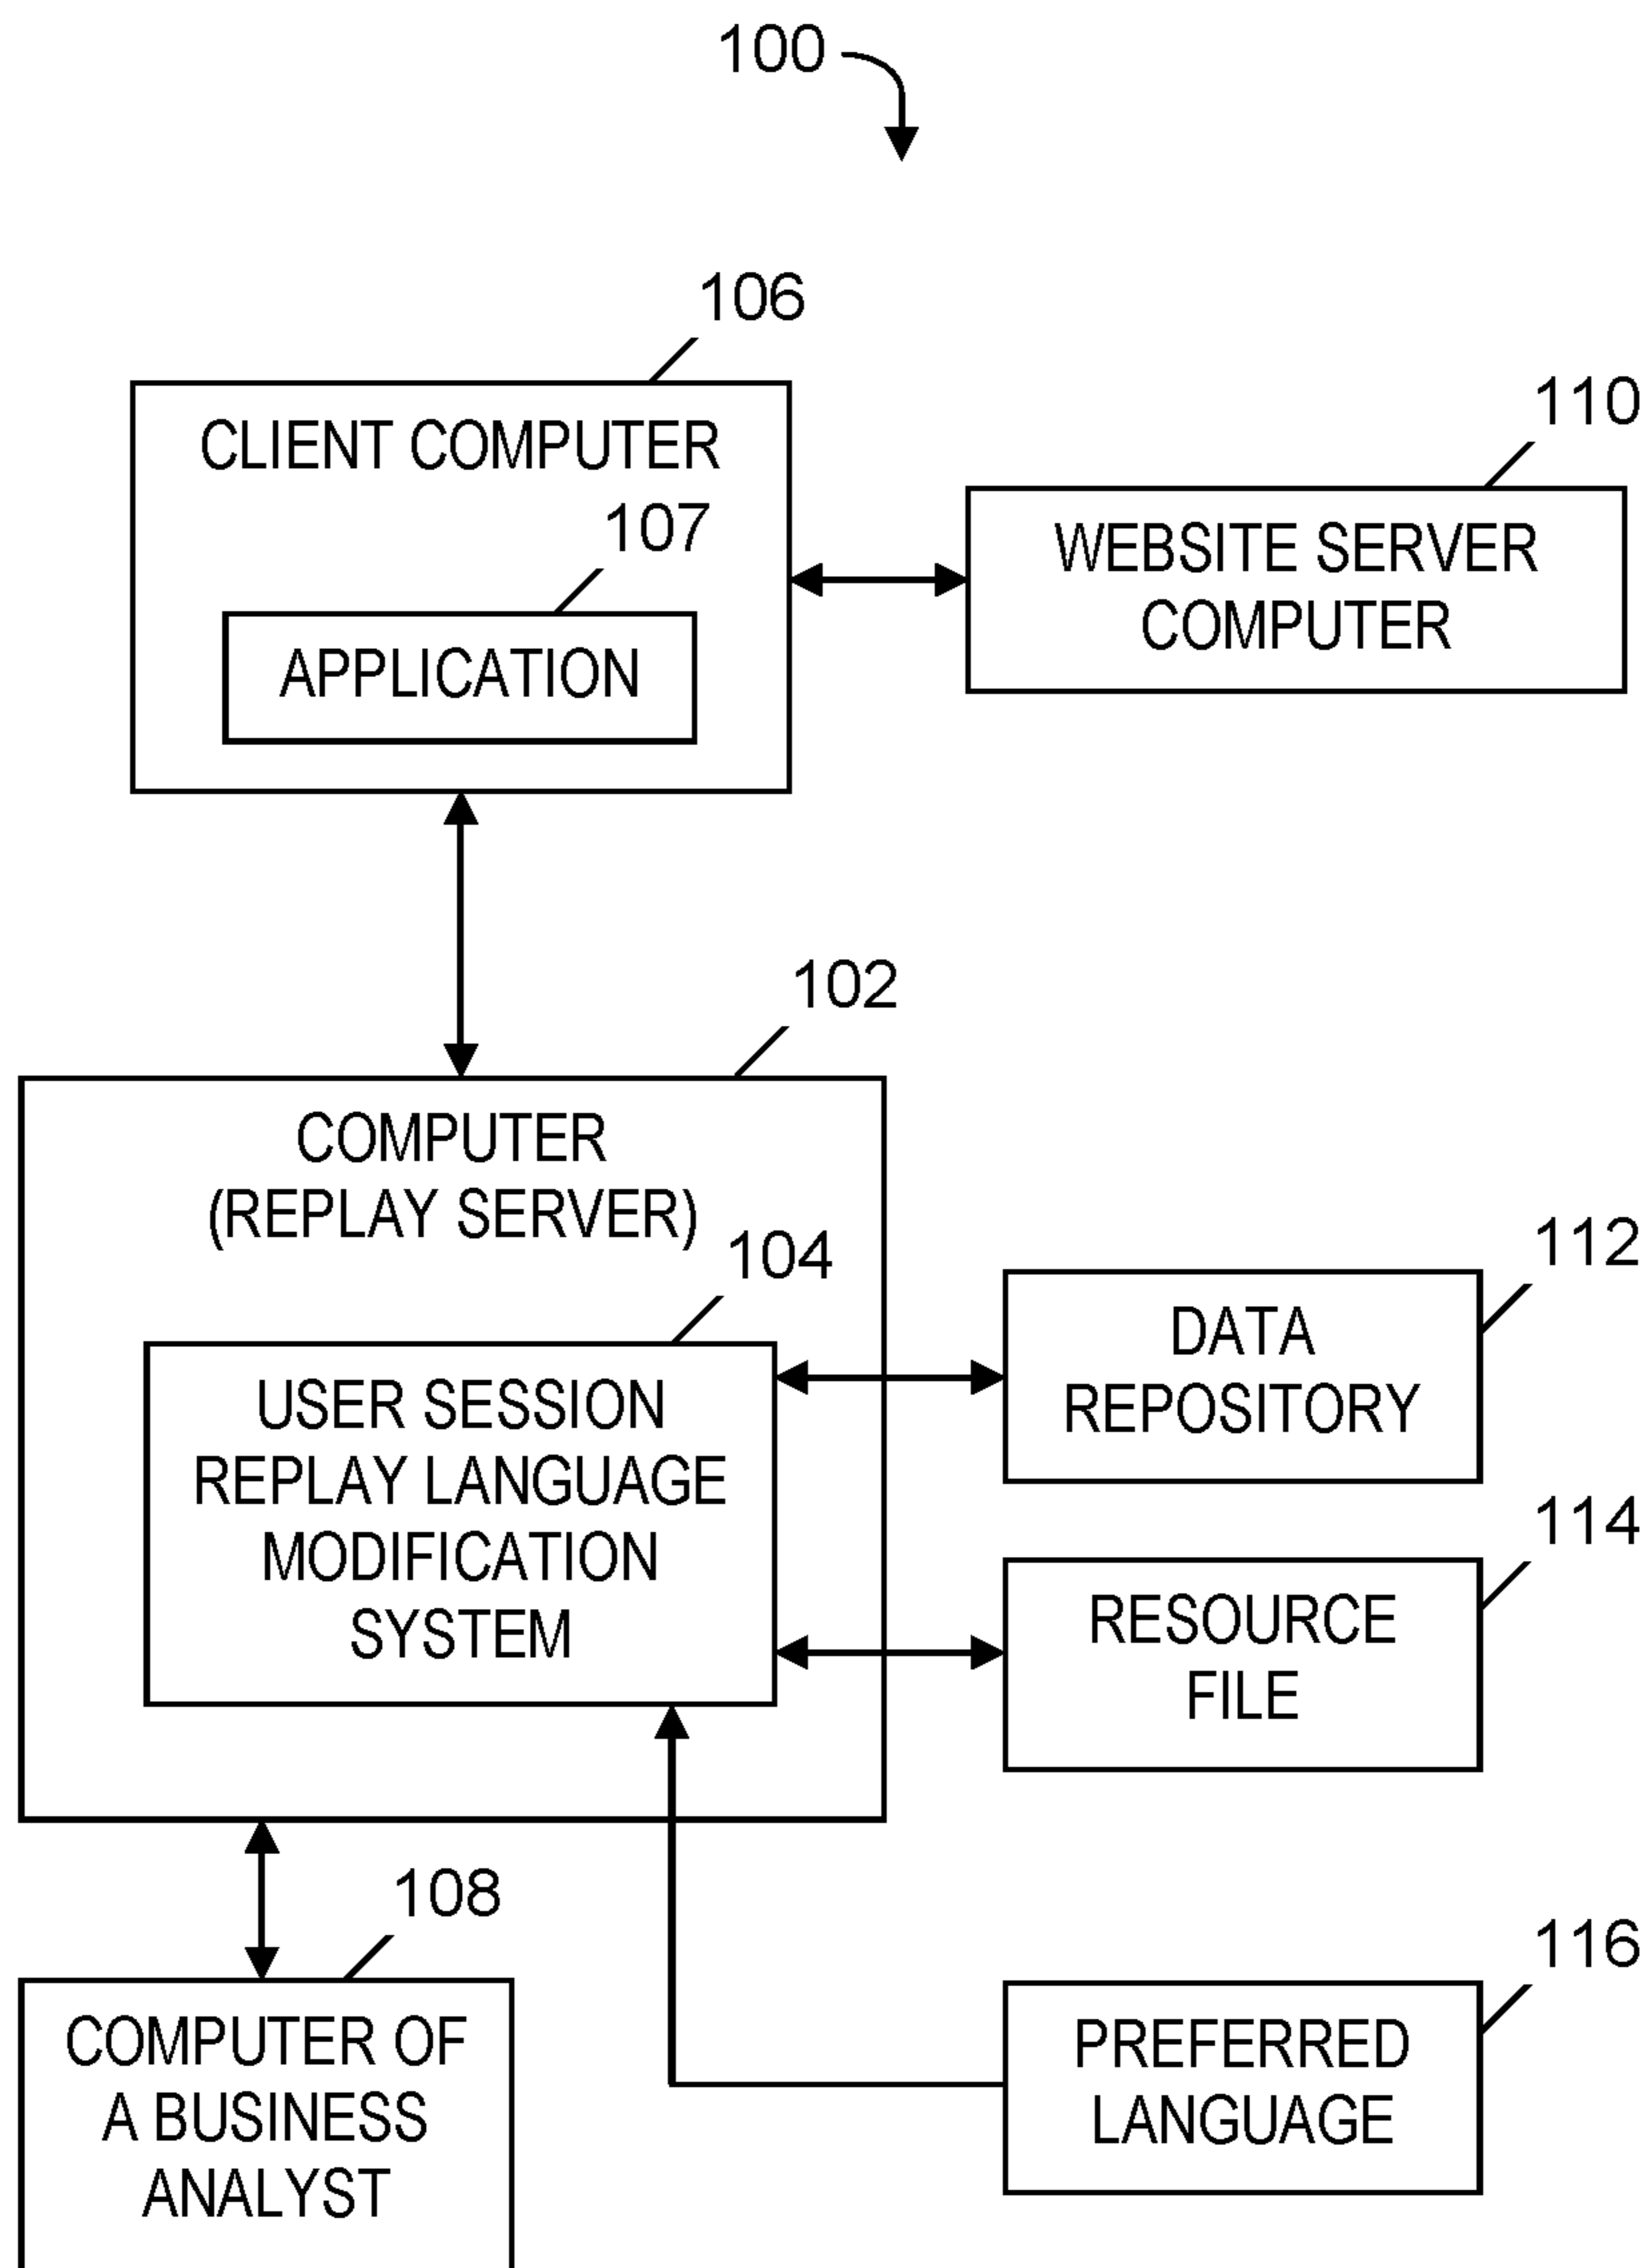 100
106
CLIENT COMPUTER
107
APPLICATION
110
WEBSITE SERVER
COMPUTER
102
COMPUTER
(REPLAY SERVER)
104
USER SESSION
REPLAY LANGUAGE
MODIFICATION
SYSTEM
112
DATA
REPOSITORY
114
RESOURCE
FILE
108
COMPUTER OF
A BUSINESS
ANALYST
116
PREFERRED
LANGUAGE